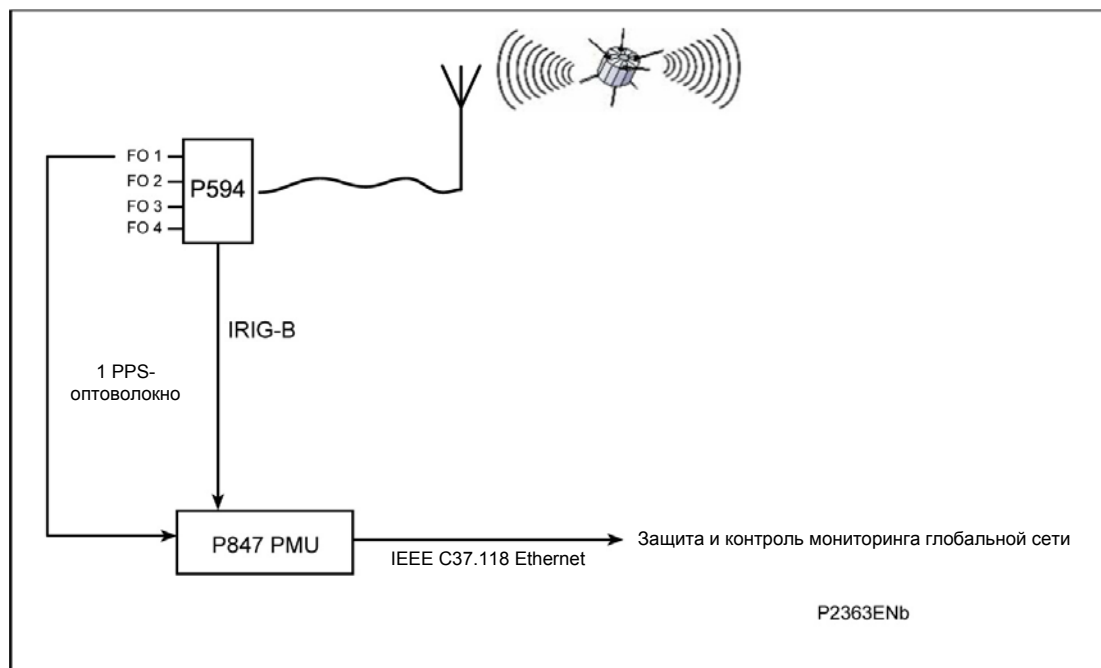 FO 1
FO 2
FO 3
FO 4
P594
IRIG-B
1 PPS-
оптоволокно
P847 PMU
IEEE C37.118 Ethernet
Защита и контроль мониторинга глобальной сети
P2363ENb